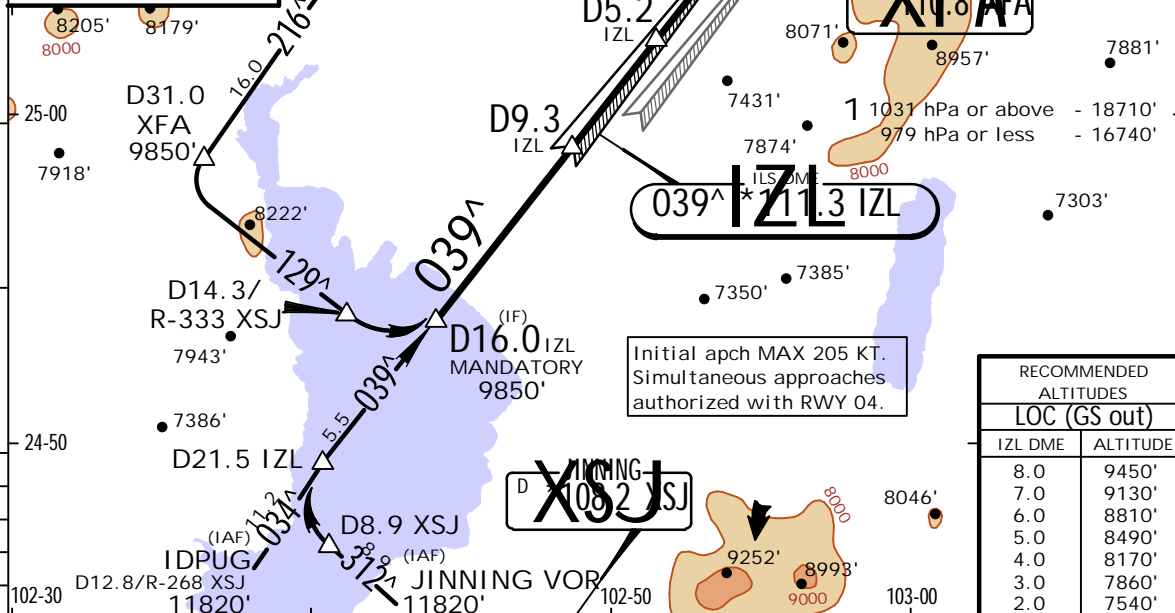 8205'
8179'
8000
216^
16.0
D5.2
IZL
8071'
8957'
7881'
D31.0
XFA
9850'
25-00
7918'
D9.3
IZL
7431'
7874'
1 1031 hPa or above - 18710'
979 hPa or less - 16740'
8000
ILS DME
039^ *111.3 IZL
IZL
7303'
8222'
129^
039^
D14.3/
R-333 XSJ
7943'
7385'
7350'
(IF)
D16.0 IZL
MANDATORY
9850'
039^
5.5
Initial apch MAX 205 KT.
Simultaneous approaches
authorized with RWY 04.
RECOMMENDED
ALTITUDES
LOC (GS out)
IZL DME ALTITUDE
8.0 9450'
7.0 9130'
6.0 8810'
5.0 8490'
4.0 8170'
3.0 7860'
2.0 7540'
7386'
24-50
D21.5 IZL
11.2
034^
JINNING
D 108.2 XSJ
XSJ
8000
8046'
9252'
8993'
9000
D8.9 XSJ
(IAF)
IDPUG
D12.8/R-268 XSJ
11820'
8.9
312^
(IAF)
JINNING VOR
11820'
102-30
102-50
103-00